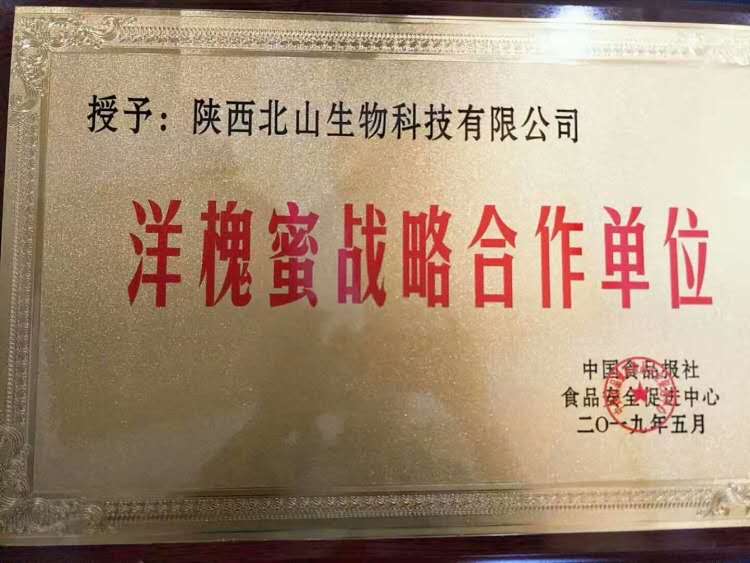 授予：陕西北山生物科技有限公司
洋槐蜜战略合作单位
中国食品报社
食品安全促进中心
二〇一九年五月